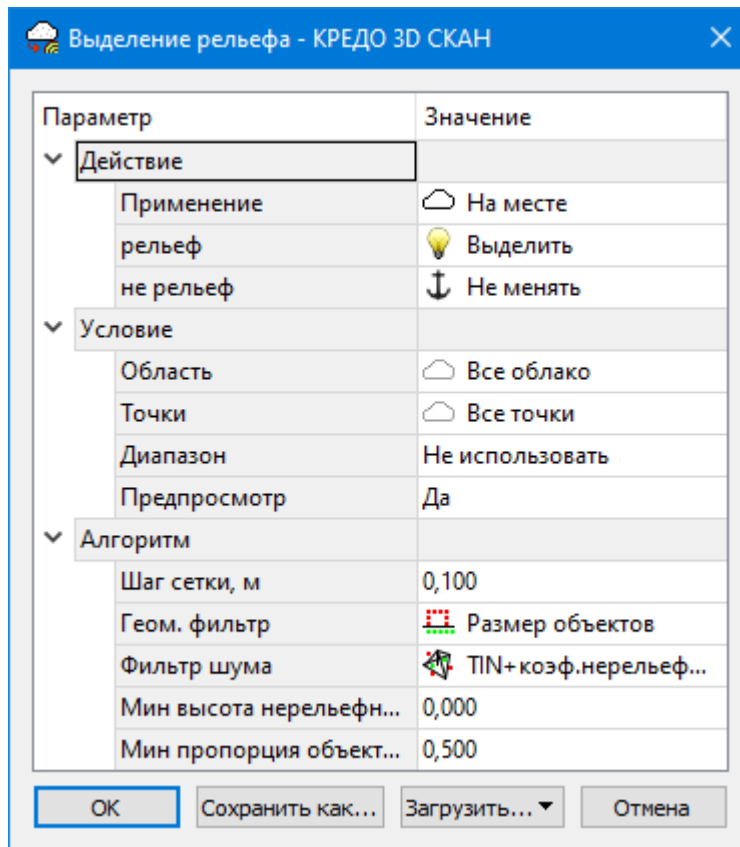 Выделение рельефа - КРЕДО 3D СКАН
Параметр Значение
Действие
Применение На месте
рельеф Выделить
не рельеф Не менять
Условие
Область Все облако
Точки Все точки
Диапазон Не использовать
Предпросмотр Да
Алгоритм
Шаг сетки, м 0,100
Геом. фильтр Размер объектов
Фильтр шума TIN+коэф.нерельеф...
Мин высота нерельефн... 0,000
Мин пропорция объект... 0,500
OK Сохранить как... Загрузить... Отмена